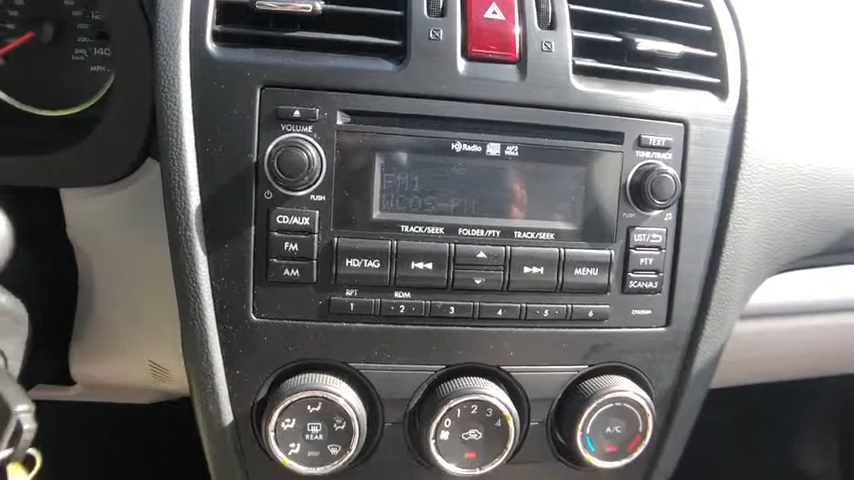 120
140
MPH
VOLUME
PUSH
HD Radio
MP3
WMA
TEXT
TUNE/TRACK
PUSH
FM1
WCOS-FM
CD/AUX
FM
AM
TRACK/SEEK
FOLDER/PTY
TRACK/SEEK
HD/TAG
MENU
LIST
PTY
SCAN/AS
RPT
RDM
1
2
3
4
5
6
REAR
0
1
2
3
4
A/C